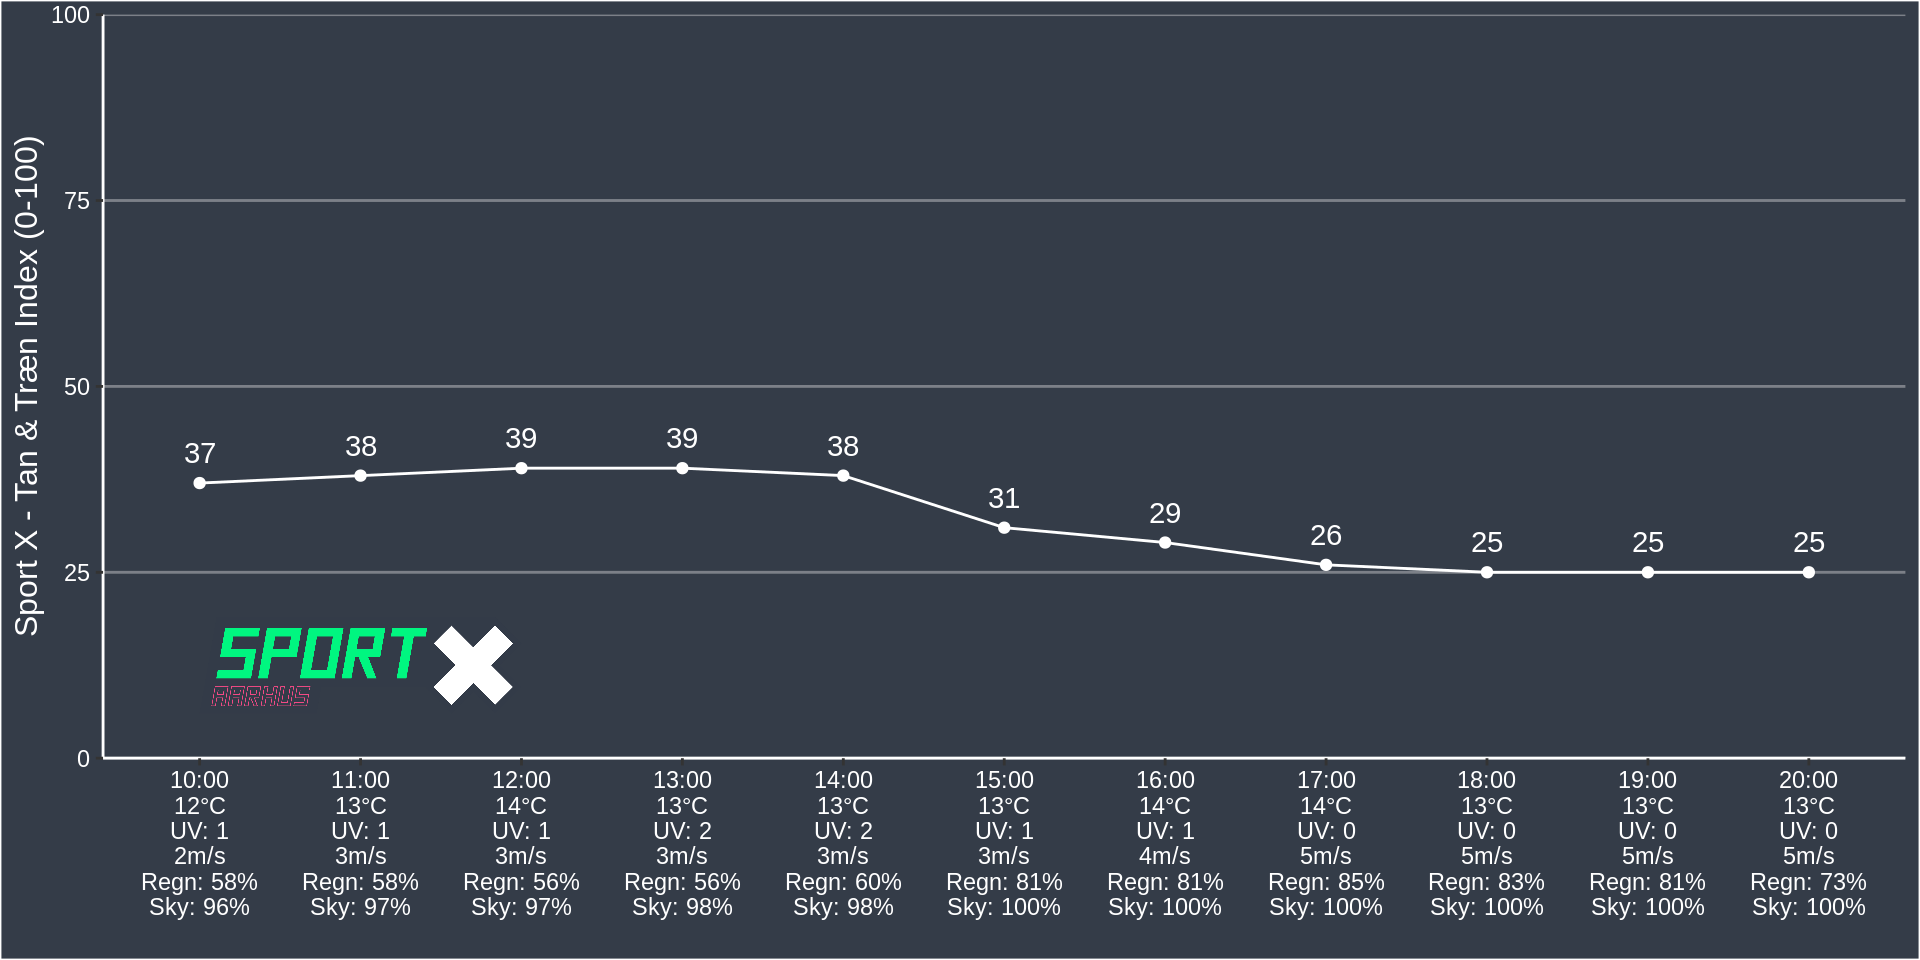 Sport X - Tan & Træn Index (0-100)
100
75
50
25
0
37
38
39
39
38
31
29
26
25
25
25
SPORT X
AARHUS
10:00 11:00 12:00 13:00 14:00 15:00 16:00 17:00 18:00 19:00 20:00
12°C 13°C 14°C 13°C 13°C 13°C 14°C 14°C 13°C 13°C 13°C
UV: 1 UV: 1 UV: 1 UV: 2 UV: 2 UV: 1 UV: 1 UV: 0 UV: 0 UV: 0 UV: 0
2m/s 3m/s 3m/s 3m/s 3m/s 3m/s 4m/s 5m/s 5m/s 5m/s 5m/s
Regn: 58% Regn: 58% Regn: 56% Regn: 56% Regn: 60% Regn: 81% Regn: 81% Regn: 85% Regn: 83% Regn: 81% Regn: 73%
Sky: 96% Sky: 97% Sky: 97% Sky: 98% Sky: 98% Sky: 100% Sky: 100% Sky: 100% Sky: 100% Sky: 100% Sky: 100%